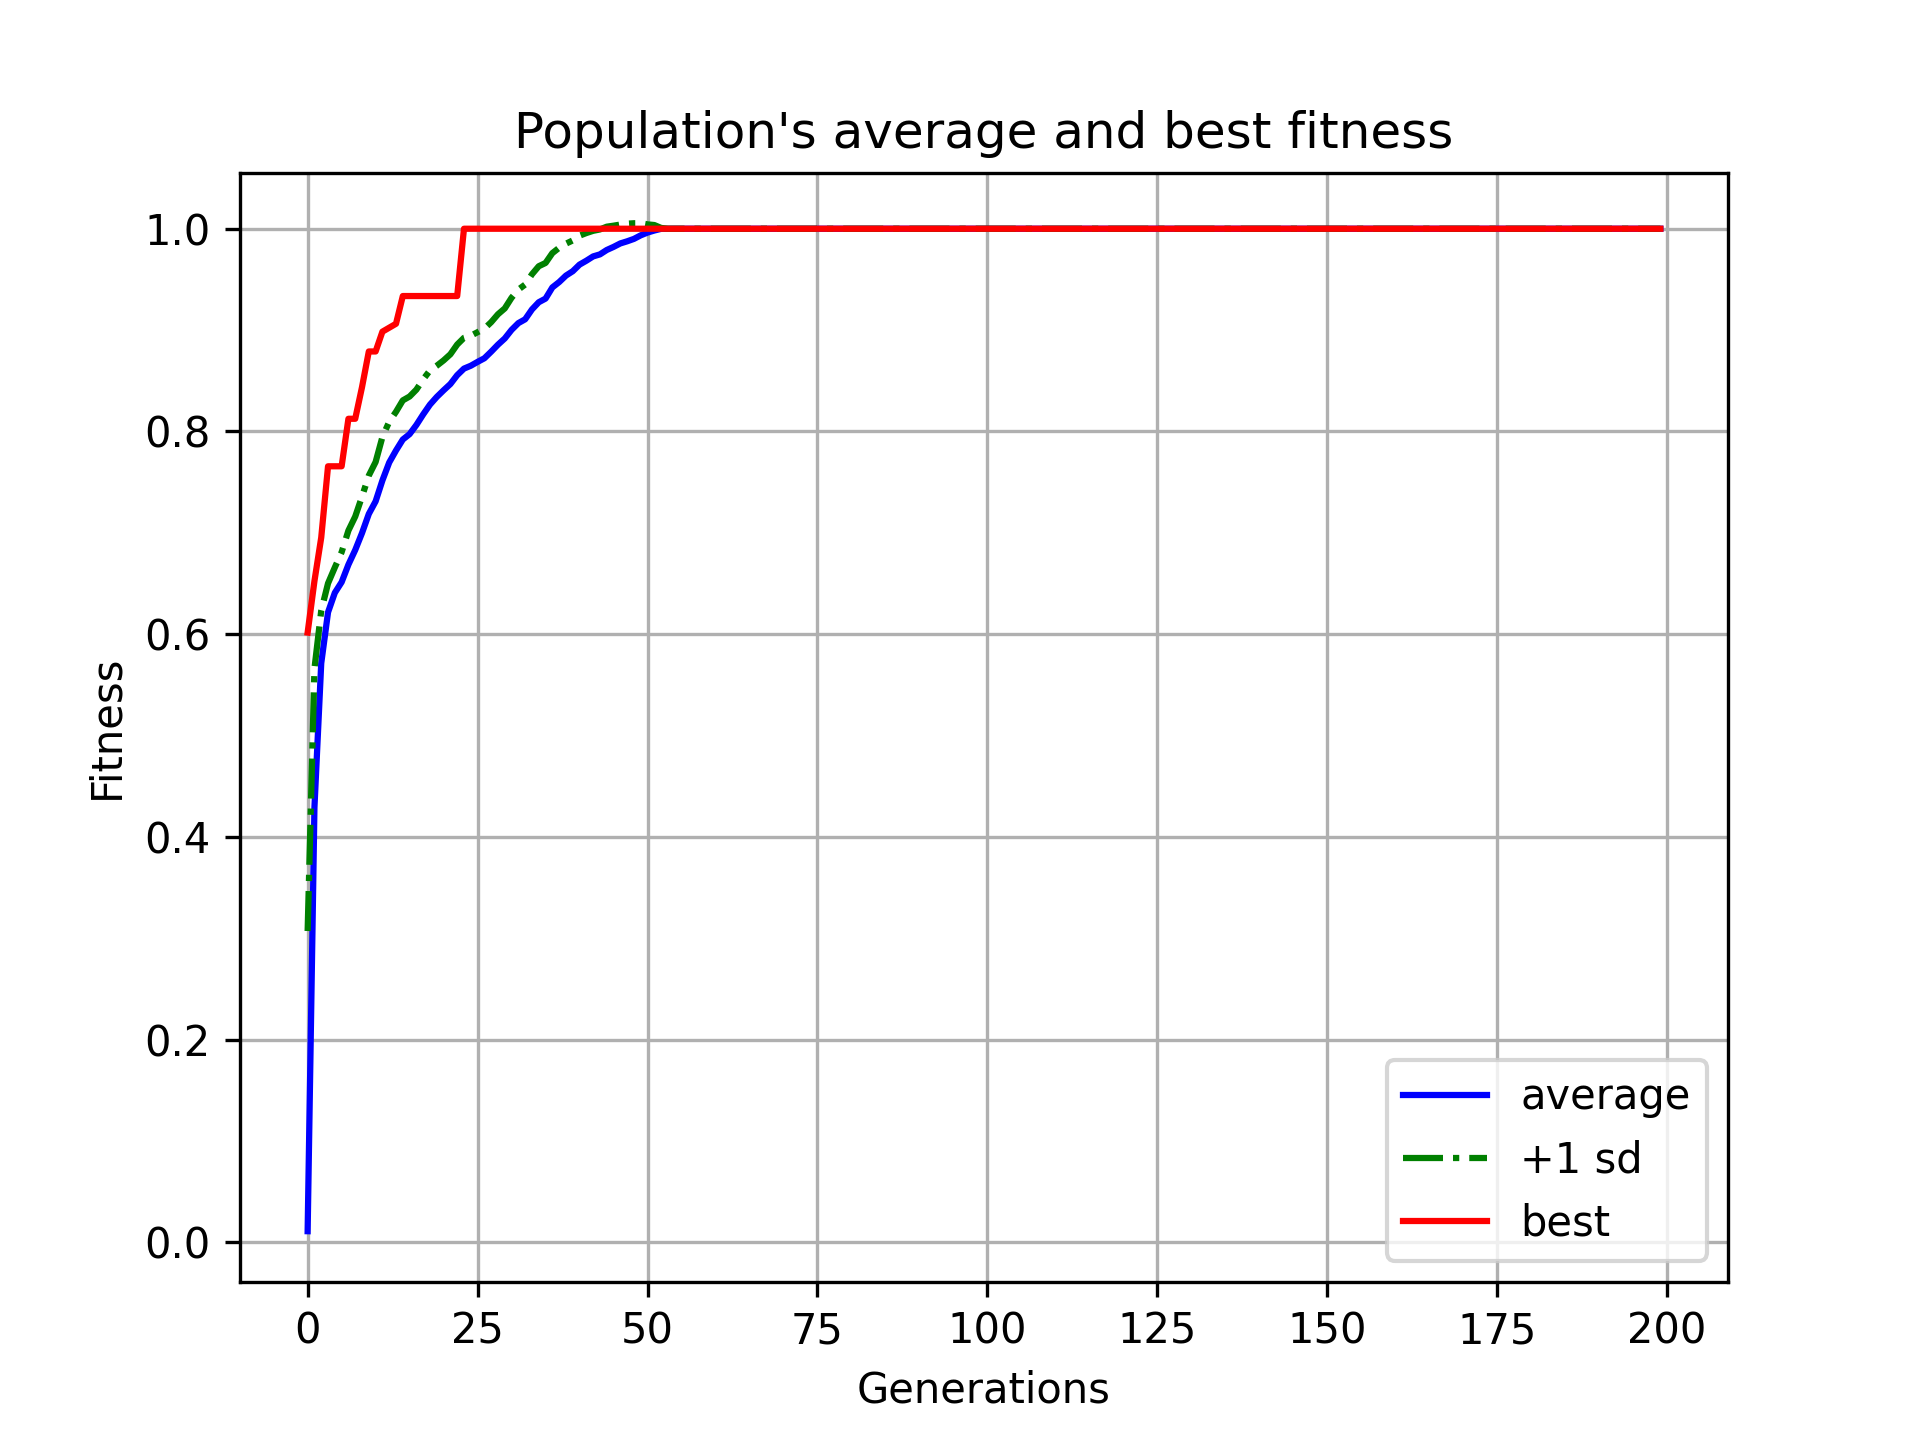 Population's average and best fitness
1.0
0.8
0.6
0.4
0.2
0.0
Fitness
0 25 50 75 100 125 150 175 200
Generations
average
+1 sd
best